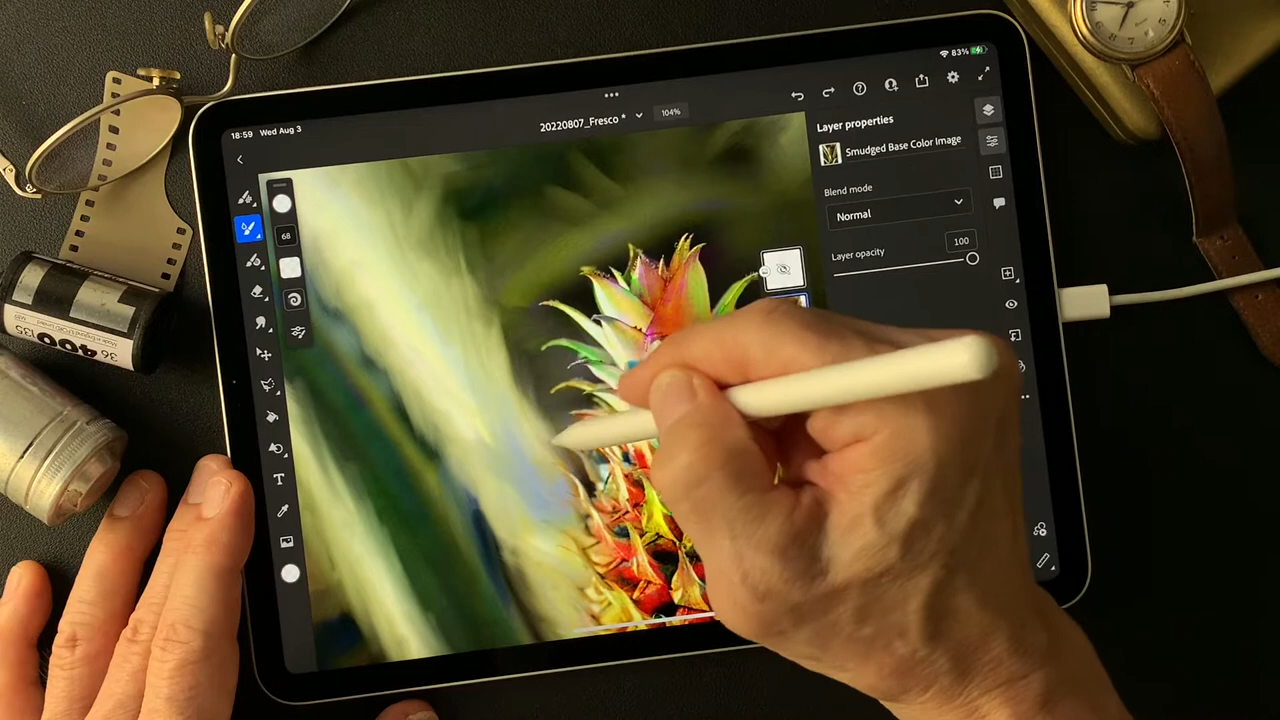 18:59 Wed Aug 3
83%
20220807_Fresco *
104%
Layer properties
Smudged Base Color Image
Blend mode
Normal
Layer opacity
100
68
T
400
36
135